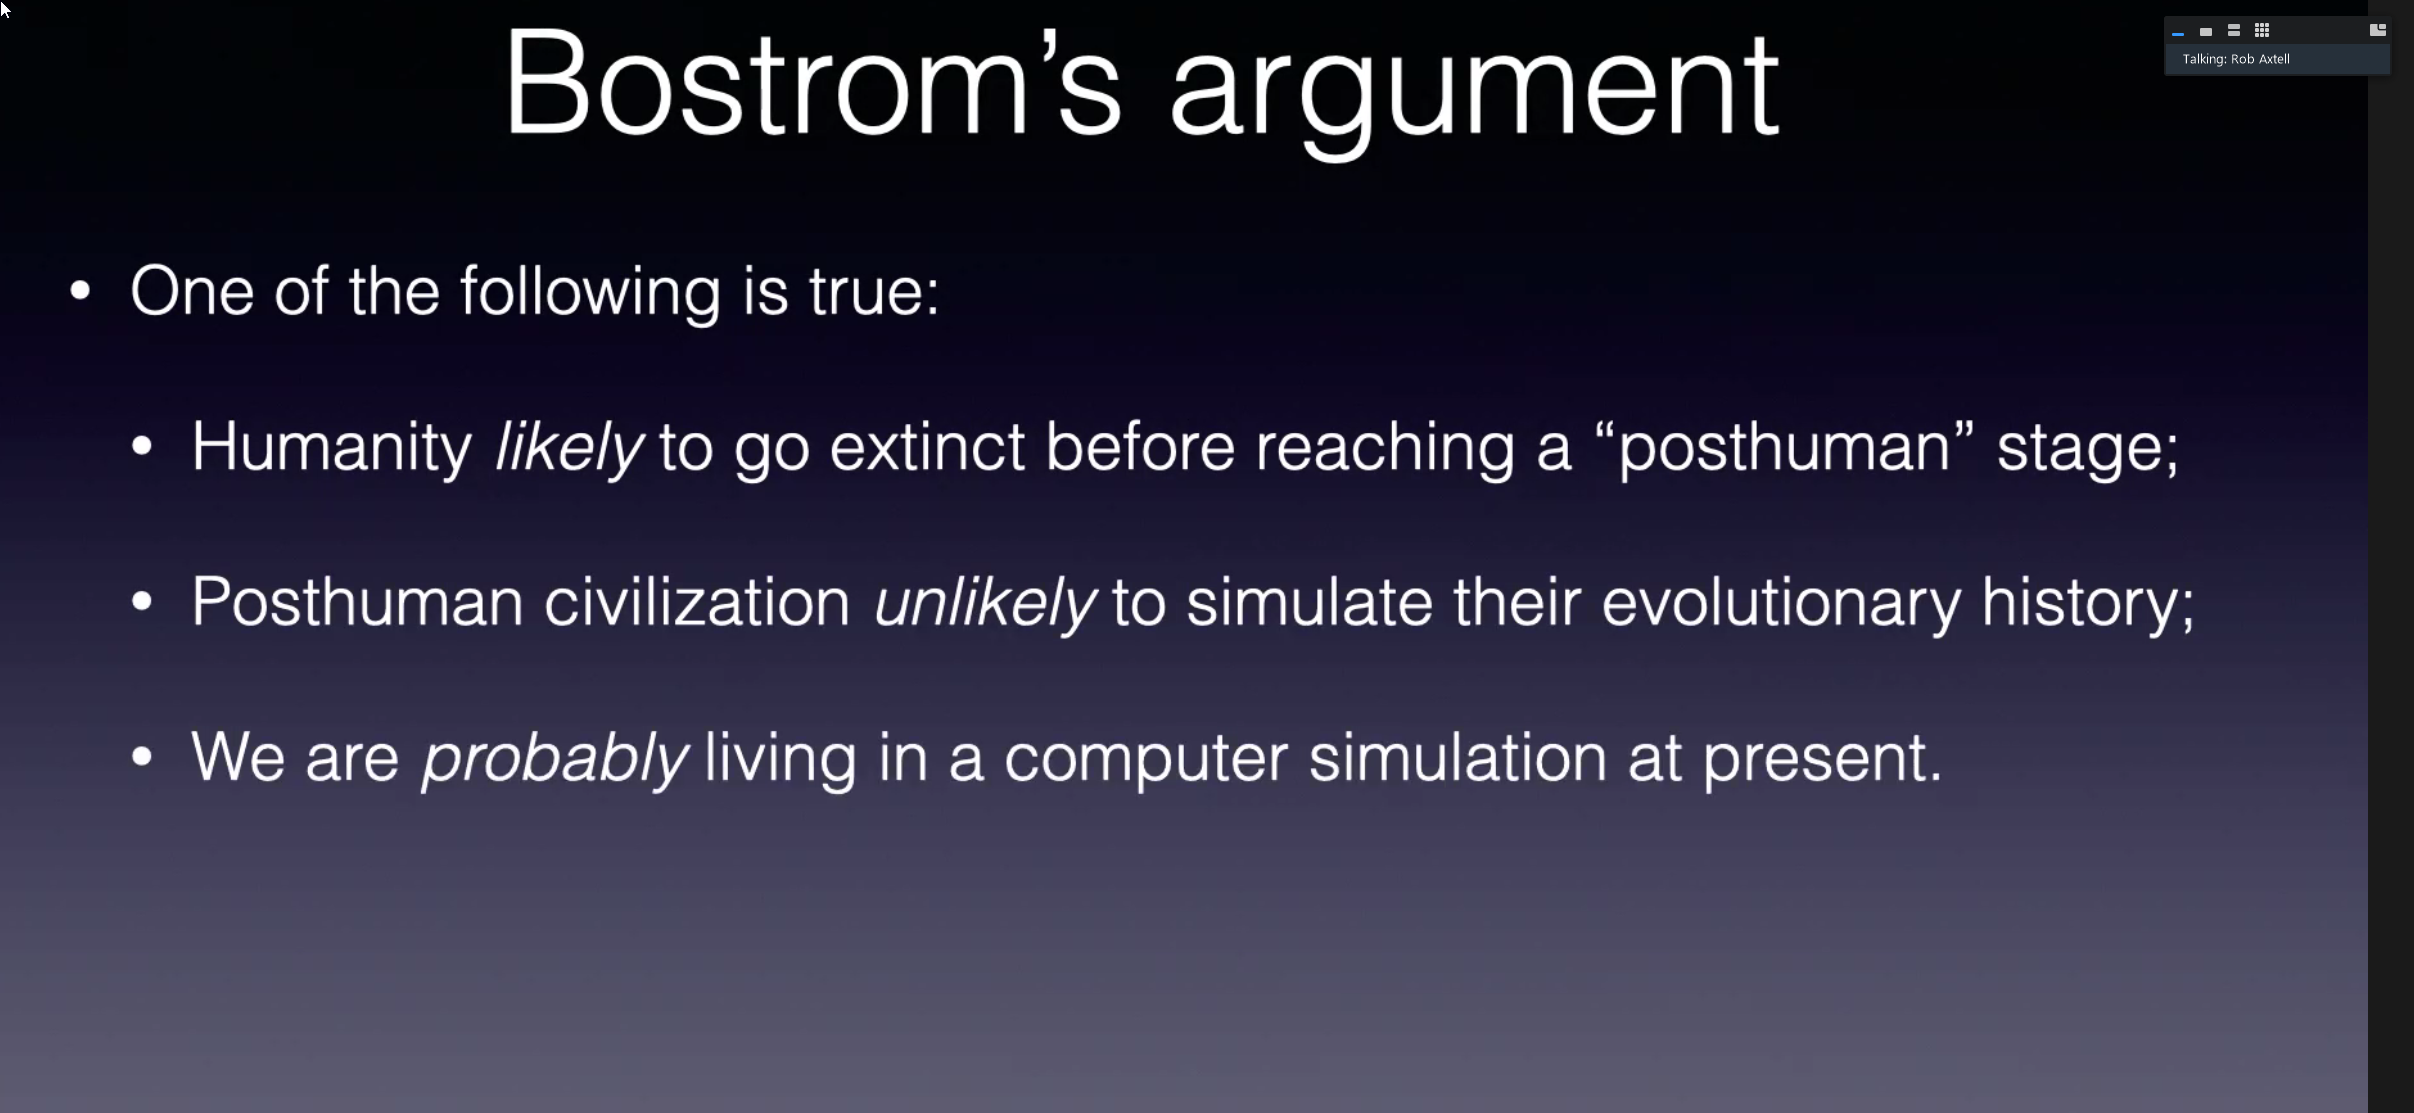 Bostrom’s argument
Talking: Rob Axtell
• One of the following is true:
• Humanity likely to go extinct before reaching a “posthuman” stage;
• Posthuman civilization unlikely to simulate their evolutionary history;
• We are probably living in a computer simulation at present.